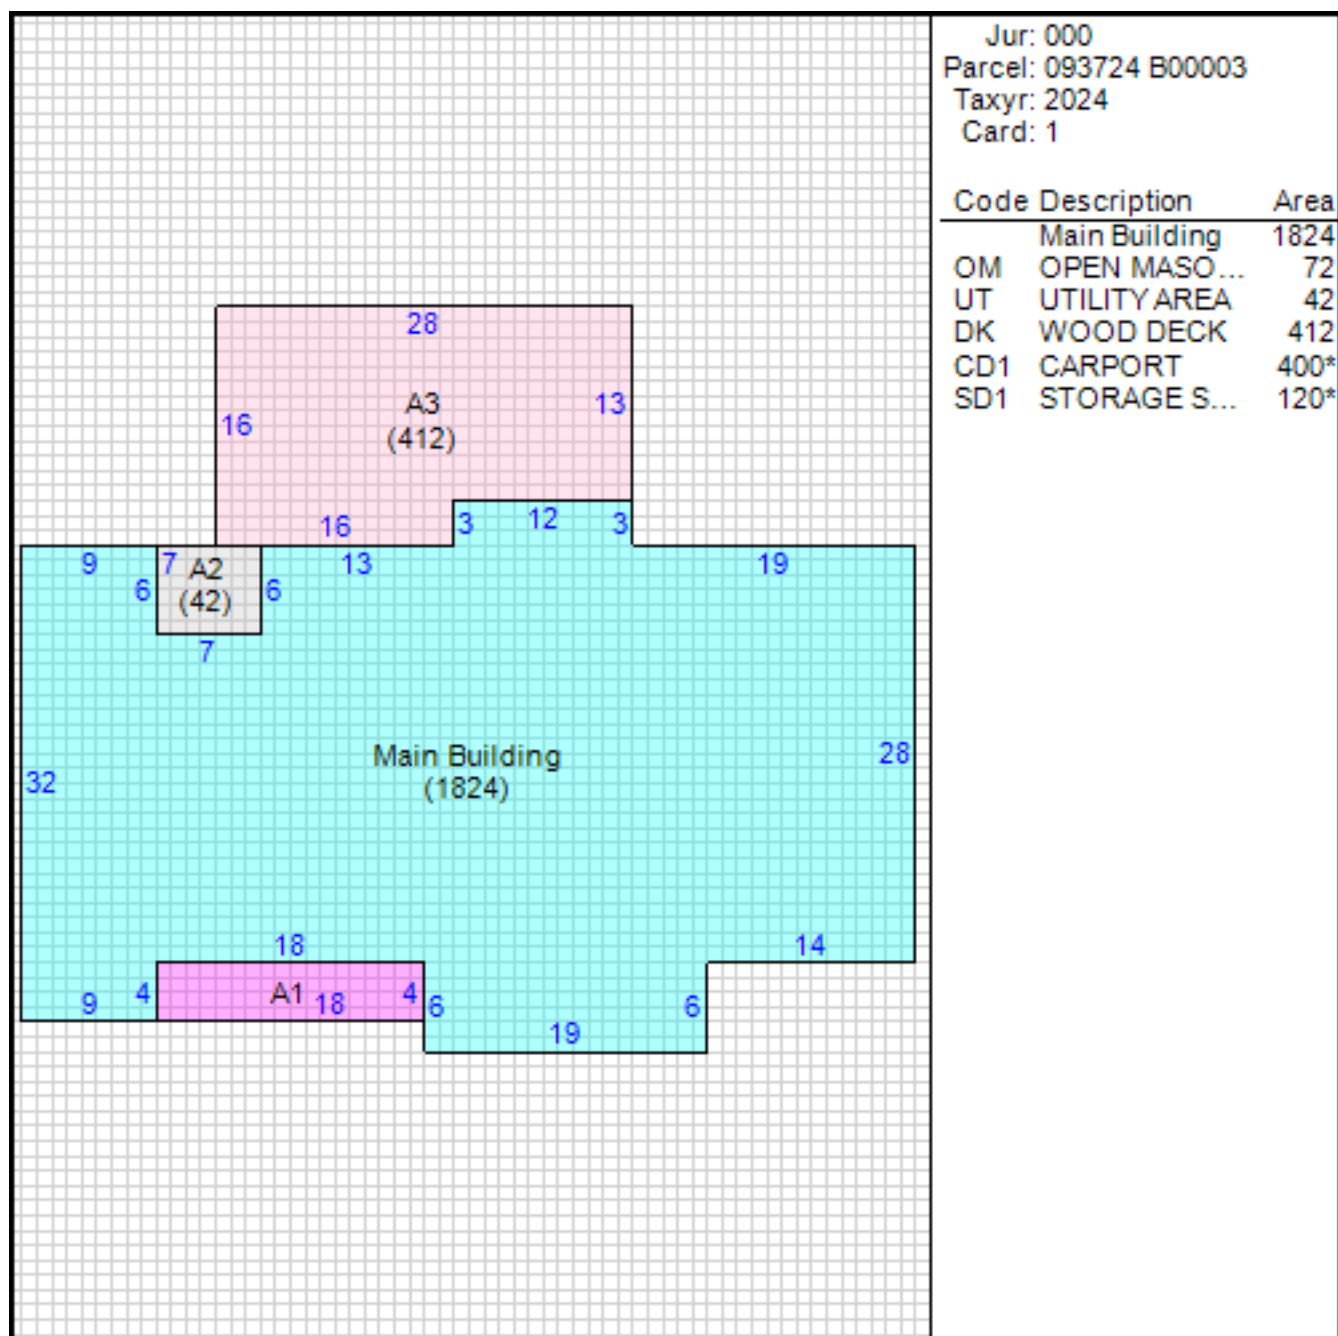 Jur: 000
Parcel: 093724 B00003
Taxyr: 2024
Card: 1
Code Description Area
Main Building 1824
OM OPEN MASO... 72
UT UTILITY AREA 42
DK WOOD DECK 412
CD1 CARPORT 400*
SD1 STORAGE S... 120*
28
A3
(412)
16
13
16
3
12
3
9
7
A2
(42)
6
6
13
19
7
Main Building
(1824)
32
28
18
14
9
4
A1
18
4
6
19
6